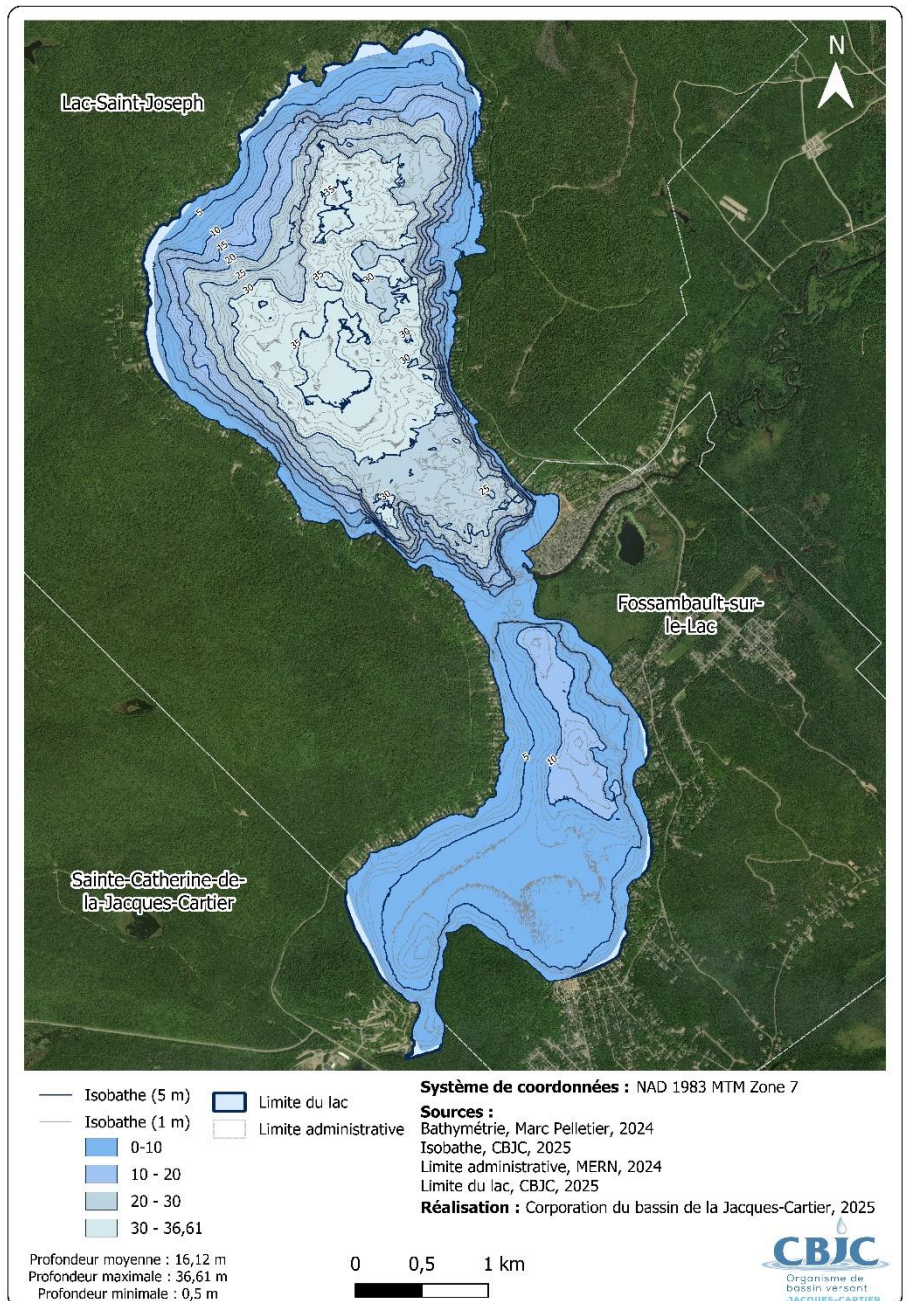 N
Lac-Saint-Joseph
5
10
15
20
25
30
35
35
30
35
30
30
30
25
Fossambault-sur-
le-Lac
5
10
Sainte-Catherine-de-
la-Jacques-Cartier
Isobathe (5 m)
Isobathe (1 m)
0-10
10 - 20
20 - 30
30 - 36,61
Limite du lac
Limite administrative
Profondeur moyenne : 16,12 m
Profondeur maximale : 36,61 m
Profondeur minimale : 0,5 m
Système de coordonnées : NAD 1983 MTM Zone 7
Sources :
Bathymétrie, Marc Pelletier, 2024
Isobathe, CBJC, 2025
Limite administrative, MERN, 2024
Limite du lac, CBJC, 2025
Réalisation : Corporation du bassin de la Jacques-Cartier, 2025
0 0,5 1 km
CBJC
Organisme de
bassin versant
JACQUES-CARTIER